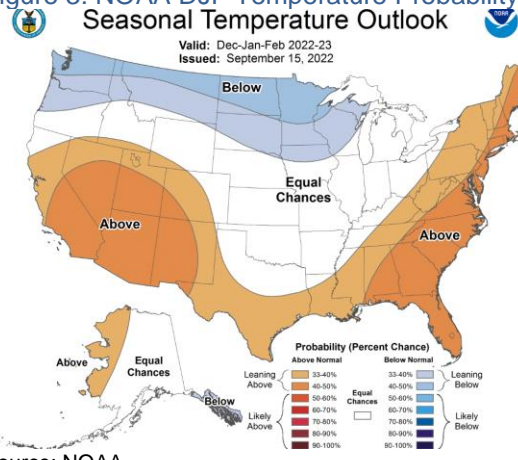 Figure 3: NOAA DJF Temperature Probability
Seasonal Temperature Outlook
NOAA
Valid: Dec-Jan-Feb 2022-23
Issued: September 15, 2022
Below
Equal
Chances
Above
Above
Above
Equal
Chances
Below
Probability (Percent Chance)
Above Normal
Below Normal
Leaning
Above
33-40%
40-50%
Likely
Above
50-60%
60-70%
70-80%
80-90%
90-100%
Equal
Chances
33-40%
40-50%
Leaning
Below
50-60%
60-70%
70-80%
80-90%
90-100%
Likely
Below
NOAA